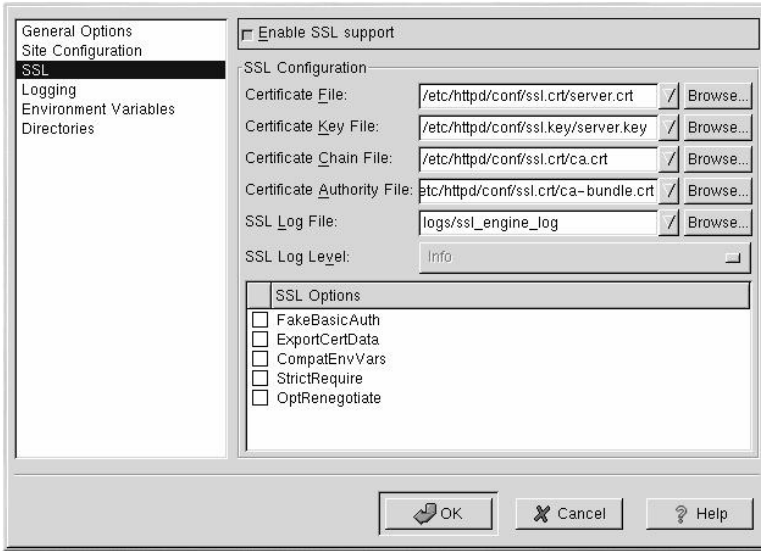 General Options
Site Configuration
SSL
Logging
Environment Variables
Directories
Enable SSL support
SSL Configuration
Certificate File: /etc/httpd/conf/ssl.crt/server.crt Browse...
Certificate Key File: /etc/httpd/conf/ssl.key/server.key Browse...
Certificate Chain File: /etc/httpd/conf/ssl.crt/ca.crt Browse...
Certificate Authority File: etc/httpd/conf/ssl.crt/ca-bundle.crt Browse...
SSL Log File: logs/ssl_engine_log Browse...
SSL Log Level: Info
SSL Options
FakeBasicAuth
ExportCertData
CompatEnvVars
StrictRequire
OptRenegotiate
OK Cancel Help